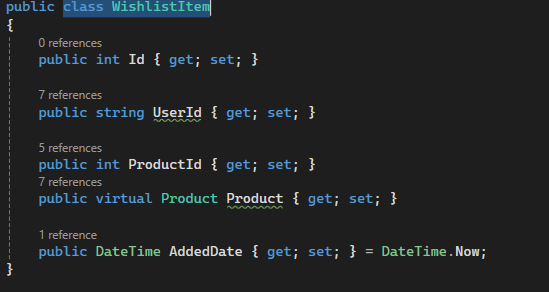 public class WishlistItem
{
0 references
public int Id { get; set; }
7 references
public string UserId { get; set; }
5 references
public int ProductId { get; set; }
7 references
public virtual Product Product { get; set; }
1 reference
public DateTime AddedDate { get; set; } = DateTime.Now;
}